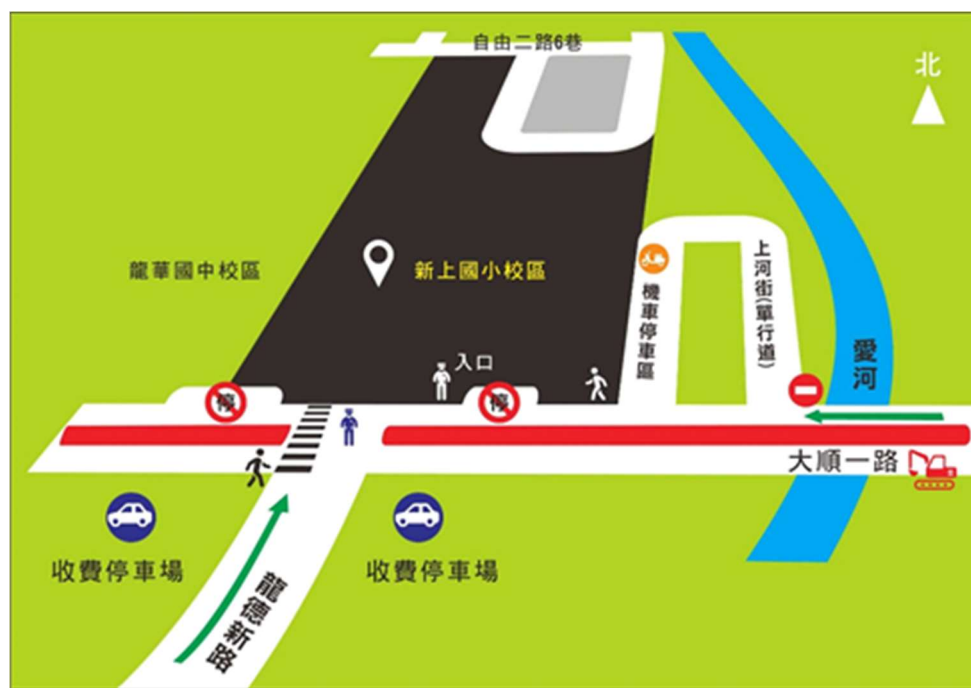 自由二路6巷
北
龍華國中校區
新上國小校區
機車停車區
上河街(單行道)
愛河
入口
停
停
大順一路
收費停車場
收費停車場
龍德新路